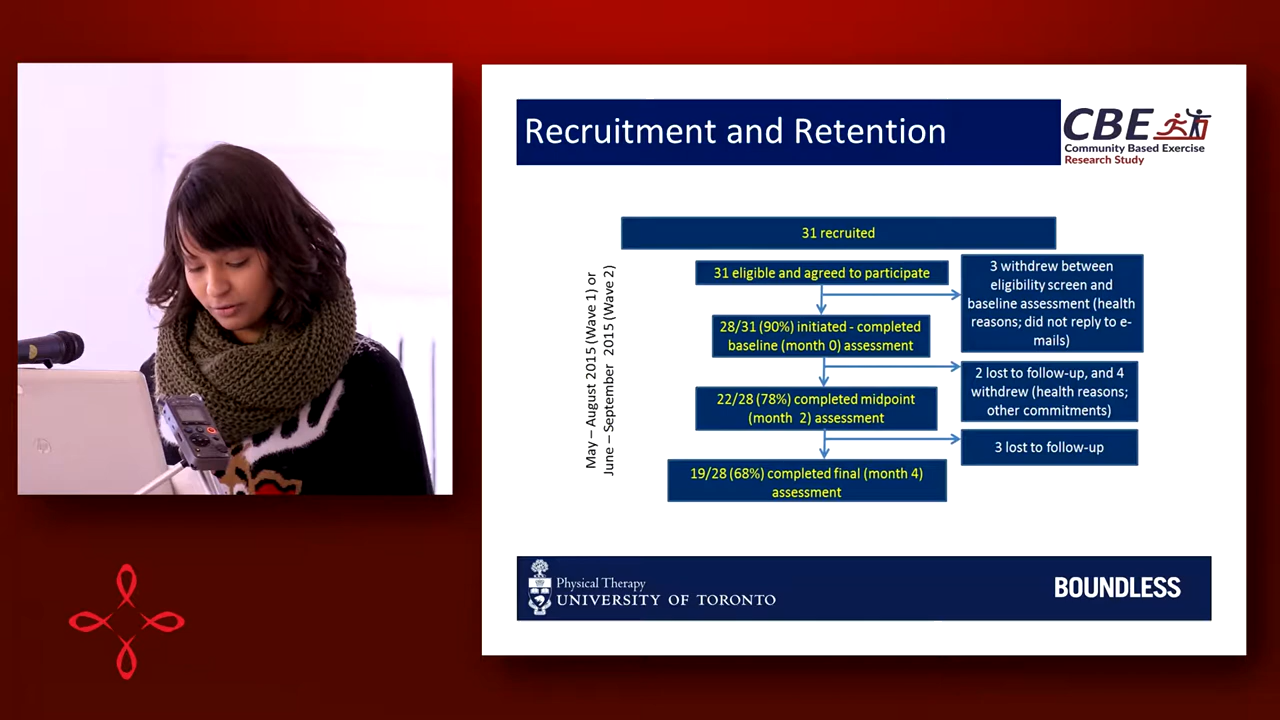 Recruitment and Retention
CBE
Community Based Exercise
Research Study
31 recruited
31 eligible and agreed to participate
3 withdrew between
eligibility screen and
baseline assessment (health
reasons; did not reply to e-
mails)
28/31 (90%) initiated - completed
baseline (month 0) assessment
2 lost to follow-up, and 4
withdrew (health reasons;
other commitments)
22/28 (78%) completed midpoint
(month 2) assessment
3 lost to follow-up
19/28 (68%) completed final (month 4)
assessment
May – August 2015 (Wave 1) or
June – September 2015 (Wave 2)
Physical Therapy
UNIVERSITY OF TORONTO
BOUNDLESS
hp